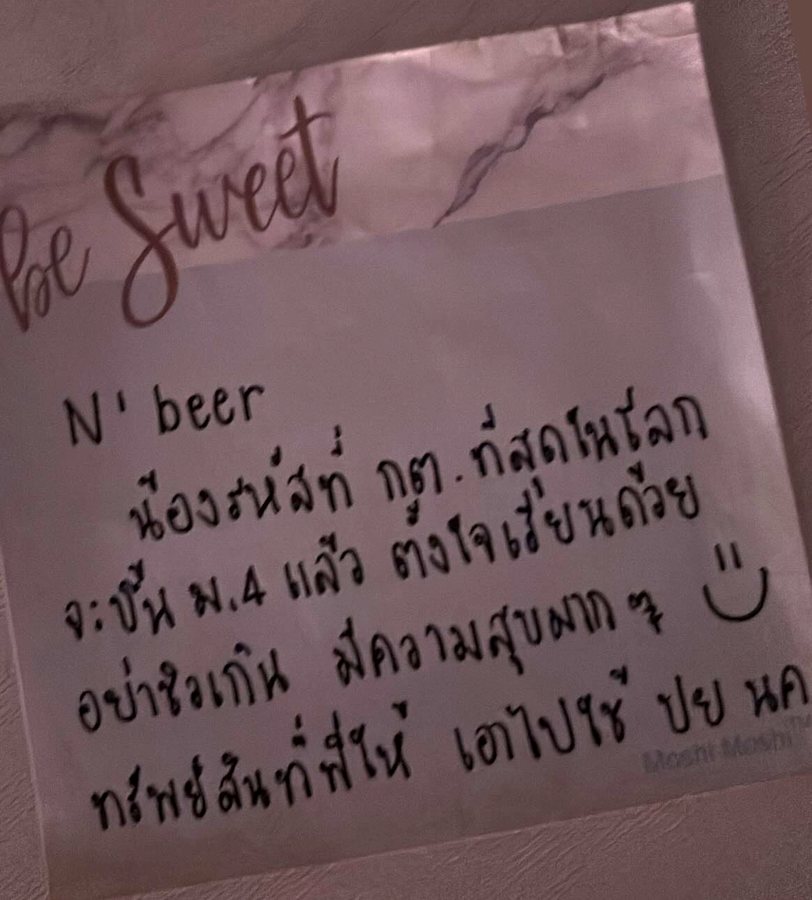 be Sweet
N' beer
น้องรหัสที่ กต. ที่สุดในโลก
จะขึ้น ม.4 แล้ว ตั้งใจเรียนด้วย
อย่าซิ่วเกิน มีความสุขมาก ๆ
ทรัพย์สินที่พี่ให้ เอาไปใช้ ปย นค
Moshi Moshi